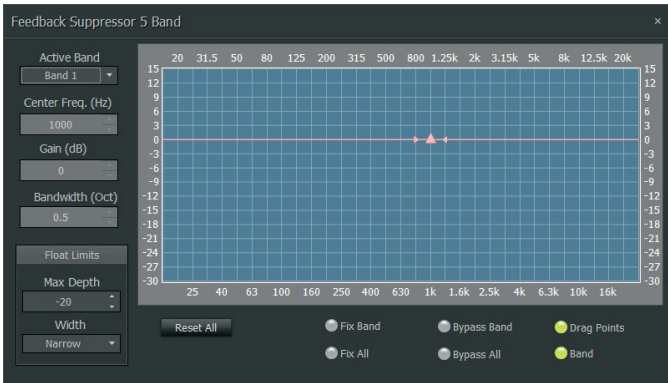 Feedback Suppressor 5 Band ×
Active Band
Band 1
Center Freq. (Hz)
1000
Gain (dB)
0
Bandwidth (Oct)
0.5
Float Limits
Max Depth
-20
Width
Narrow
20 31.5 50 80 125 200 315 500 800 1.25k 2k 3.15k 5k 8k 12.5k 20k
15 15
12 12
9 9
6 6
3 3
0 0
-3 -3
-6 -6
-9 -9
-12 -12
-15 -15
-18 -18
-21 -21
-24 -24
-27 -27
-30 -30
25 40 63 100 160 250 400 630 1k 1.6k 2.5k 4k 6.3k 10k 16k
Reset All Fix Band Bypass Band Drag Points
Fix All Bypass All Band